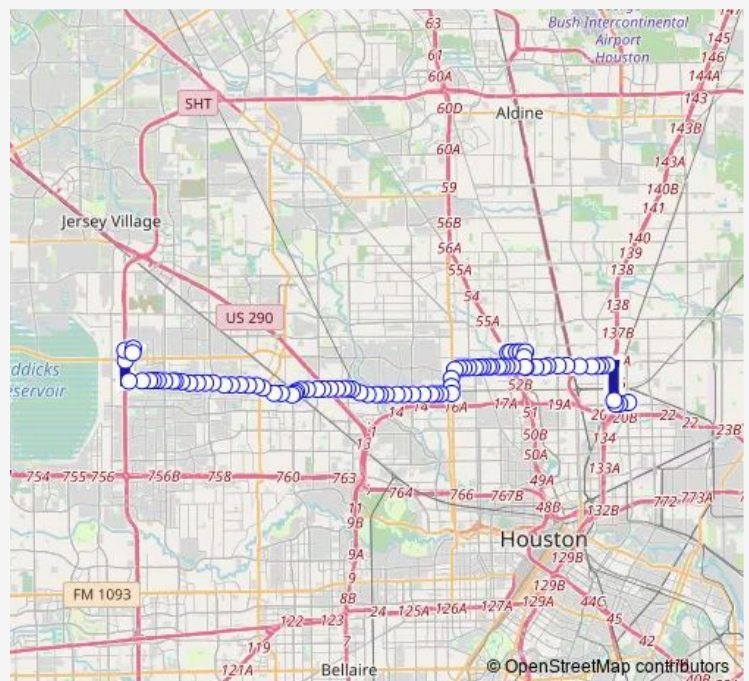 147
Bush Intercontinental
Airport
Houston
63
145
61
146
60A
144A
SHT
143
60D
Aldine
143B
60A
143A
59
140B
Jersey Village
56B
141
56A
140
139
55A
138
54
138
US 290
55A
137B
ddicks
eservoir
52B
14
14
16A
17A
19A
20B
22
22
23B
51
13
134
50B
50A
133A
754
755
756
756B
758
760
763
764
766
767B
49A
772
773A
48B
132B
11
9B
Houston
129B
9A
9
FM 1093
8B
129B
44C
24
125A
126A
127A
129A
45
122
123
119
7
42
121A
Bellaire
40B
© OpenStreetMap contributors